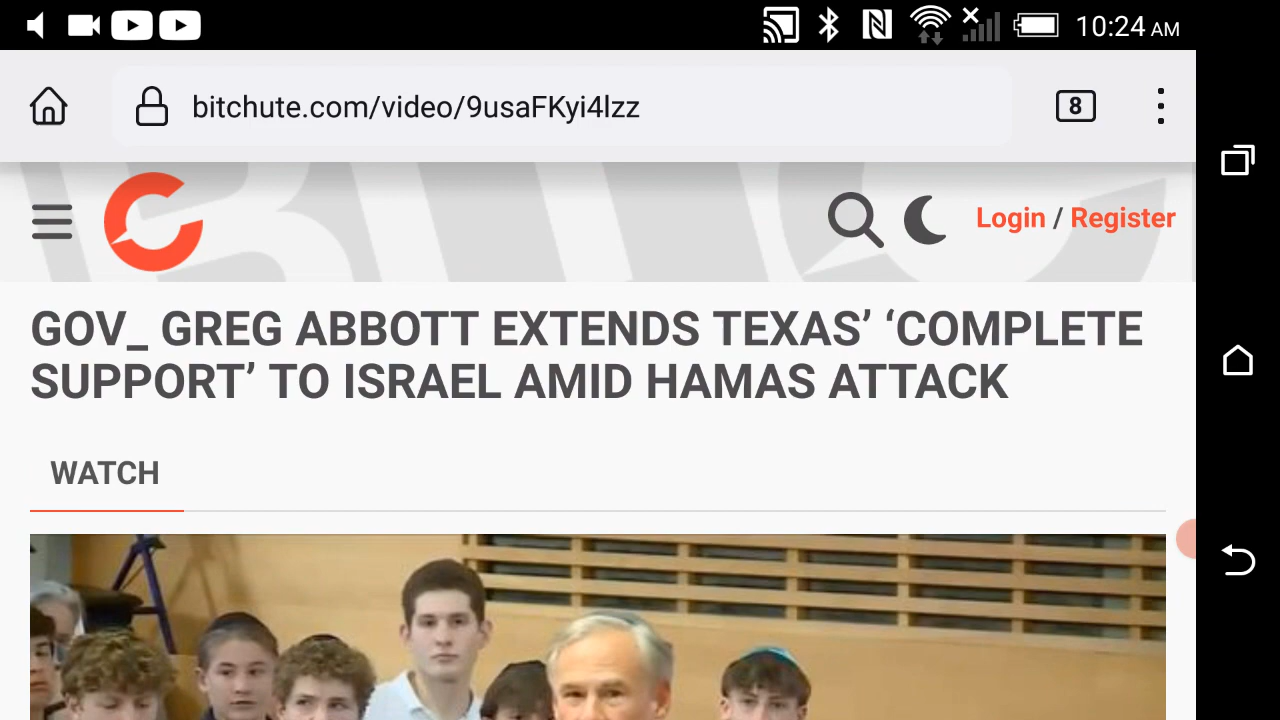 10:24 AM
bitchute.com/video/9usaFKyi4lzz
8
Login / Register
GOV_ GREG ABBOTT EXTENDS TEXAS’ ‘COMPLETE
SUPPORT’ TO ISRAEL AMID HAMAS ATTACK
WATCH